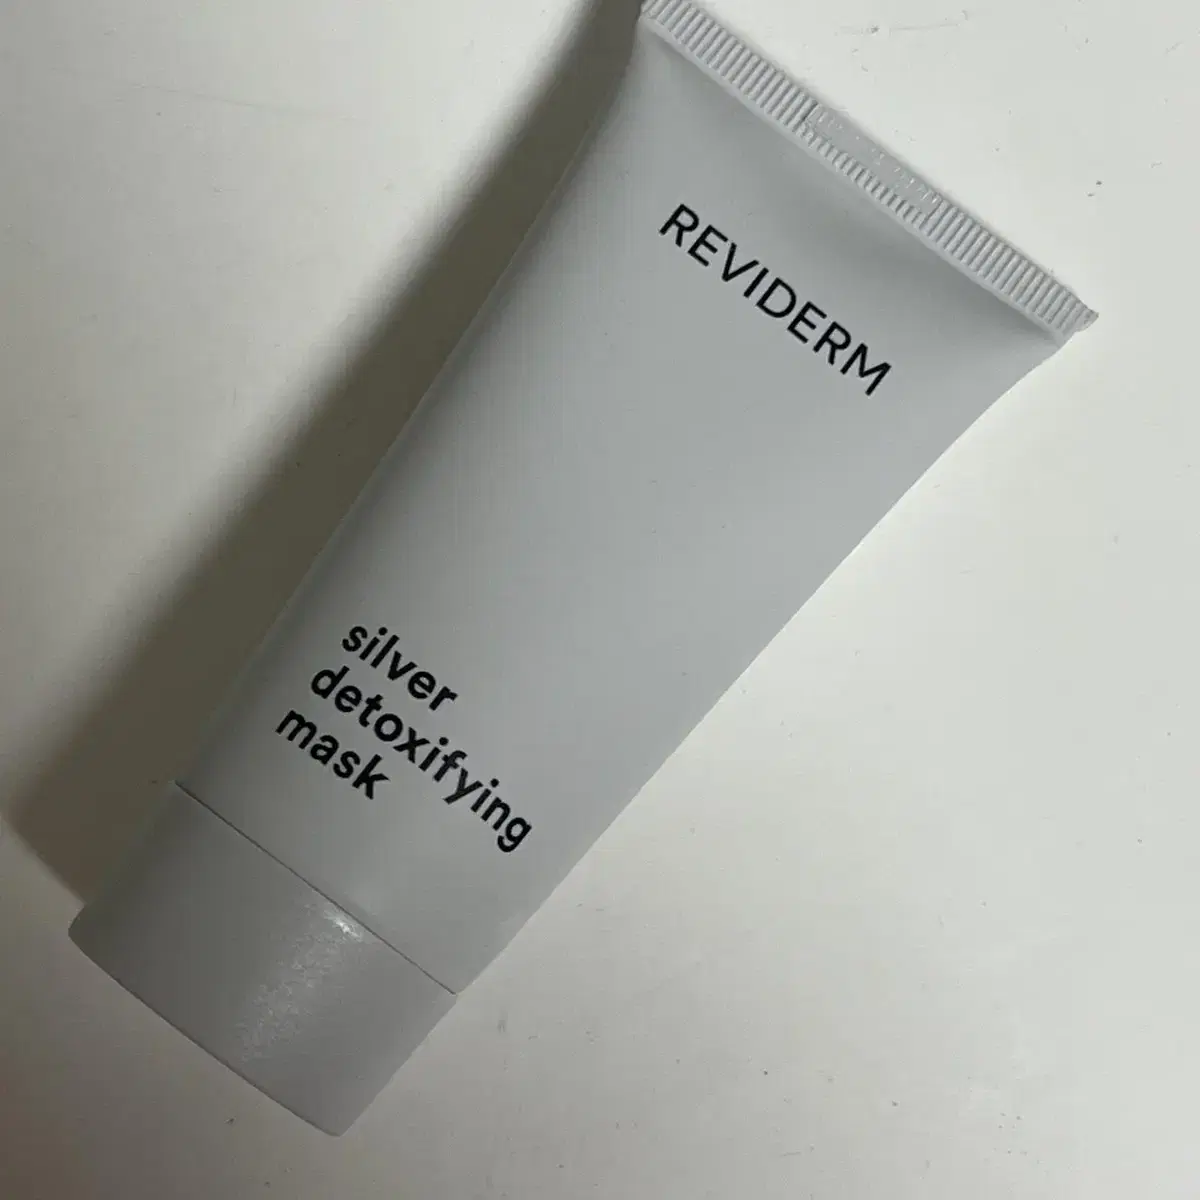 REVIDERM
silver
detoxifying
mask